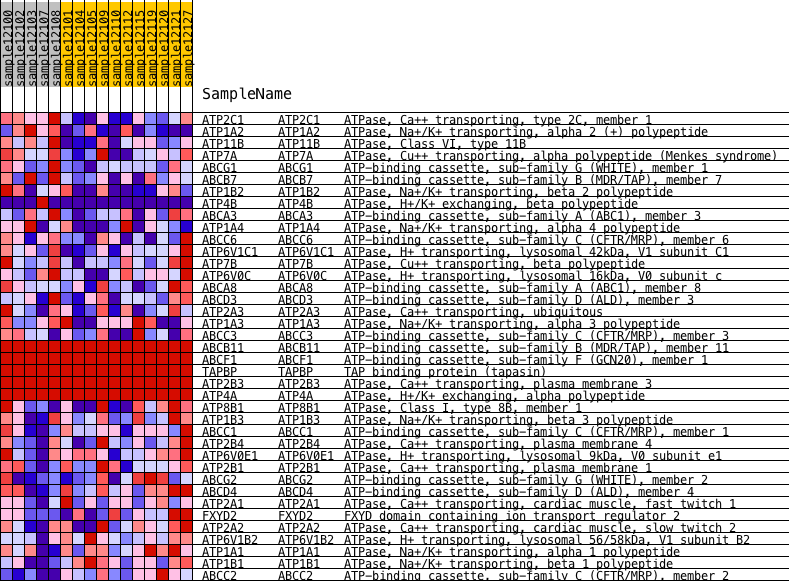 sample12100 sample12102 sample12103 sample12107 sample12108 sample12101 sample12104 sample12105 sample12109 sample12110 sample12112 sample12115 sample12119 sample12120 sample12121 sample12127
SampleName
ATP2C1 ATP2C1 ATPase, Ca++ transporting, type 2C, member 1
ATP1A2 ATP1A2 ATPase, Na+/K+ transporting, alpha 2 (+) polypeptide
ATP11B ATP11B ATPase, Class VI, type 11B
ATP7A ATP7A ATPase, Cu++ transporting, alpha polypeptide (Menkes syndrome)
ABCG1 ABCG1 ATP-binding cassette, sub-family G (WHITE), member 1
ABCB7 ABCB7 ATP-binding cassette, sub-family B (MDR/TAP), member 7
ATP1B2 ATP1B2 ATPase, Na+/K+ transporting, beta 2 polypeptide
ATP4B ATP4B ATPase, H+/K+ exchanging, beta polypeptide
ABCA3 ABCA3 ATP-binding cassette, sub-family A (ABC1), member 3
ATP1A4 ATP1A4 ATPase, Na+/K+ transporting, alpha 4 polypeptide
ABCC6 ABCC6 ATP-binding cassette, sub-family C (CFTR/MRP), member 6
ATP6V1C1 ATP6V1C1 ATPase, H+ transporting, lysosomal 42kDa, V1 subunit C1
ATP7B ATP7B ATPase, Cu++ transporting, beta polypeptide
ATP6V0C ATP6V0C ATPase, H+ transporting, lysosomal 16kDa, V0 subunit c
ABCA8 ABCA8 ATP-binding cassette, sub-family A (ABC1), member 8
ABCD3 ABCD3 ATP-binding cassette, sub-family D (ALD), member 3
ATP2A3 ATP2A3 ATPase, Ca++ transporting, ubiquitous
ATP1A3 ATP1A3 ATPase, Na+/K+ transporting, alpha 3 polypeptide
ABCC3 ABCC3 ATP-binding cassette, sub-family C (CFTR/MRP), member 3
ABCB11 ABCB11 ATP-binding cassette, sub-family B (MDR/TAP), member 11
ABCF1 ABCF1 ATP-binding cassette, sub-family F (GCN20), member 1
TAPBP TAPBP TAP binding protein (tapasin)
ATP2B3 ATP2B3 ATPase, Ca++ transporting, plasma membrane 3
ATP4A ATP4A ATPase, H+/K+ exchanging, alpha polypeptide
ATP8B1 ATP8B1 ATPase, Class I, type 8B, member 1
ATP1B3 ATP1B3 ATPase, Na+/K+ transporting, beta 3 polypeptide
ABCC1 ABCC1 ATP-binding cassette, sub-family C (CFTR/MRP), member 1
ATP2B4 ATP2B4 ATPase, Ca++ transporting, plasma membrane 4
ATP6V0E1 ATP6V0E1 ATPase, H+ transporting, lysosomal 9kDa, V0 subunit e1
ATP2B1 ATP2B1 ATPase, Ca++ transporting, plasma membrane 1
ABCG2 ABCG2 ATP-binding cassette, sub-family G (WHITE), member 2
ABCD4 ABCD4 ATP-binding cassette, sub-family D (ALD), member 4
ATP2A1 ATP2A1 ATPase, Ca++ transporting, cardiac muscle, fast twitch 1
FXYD2 FXYD2 FXYD domain containing ion transport regulator 2
ATP2A2 ATP2A2 ATPase, Ca++ transporting, cardiac muscle, slow twitch 2
ATP6V1B2 ATP6V1B2 ATPase, H+ transporting, lysosomal 56/58kDa, V1 subunit B2
ATP1A1 ATP1A1 ATPase, Na+/K+ transporting, alpha 1 polypeptide
ATP1B1 ATP1B1 ATPase, Na+/K+ transporting, beta 1 polypeptide
ABCC2 ABCC2 ATP-binding cassette, sub-family C (CFTR/MRP), member 2